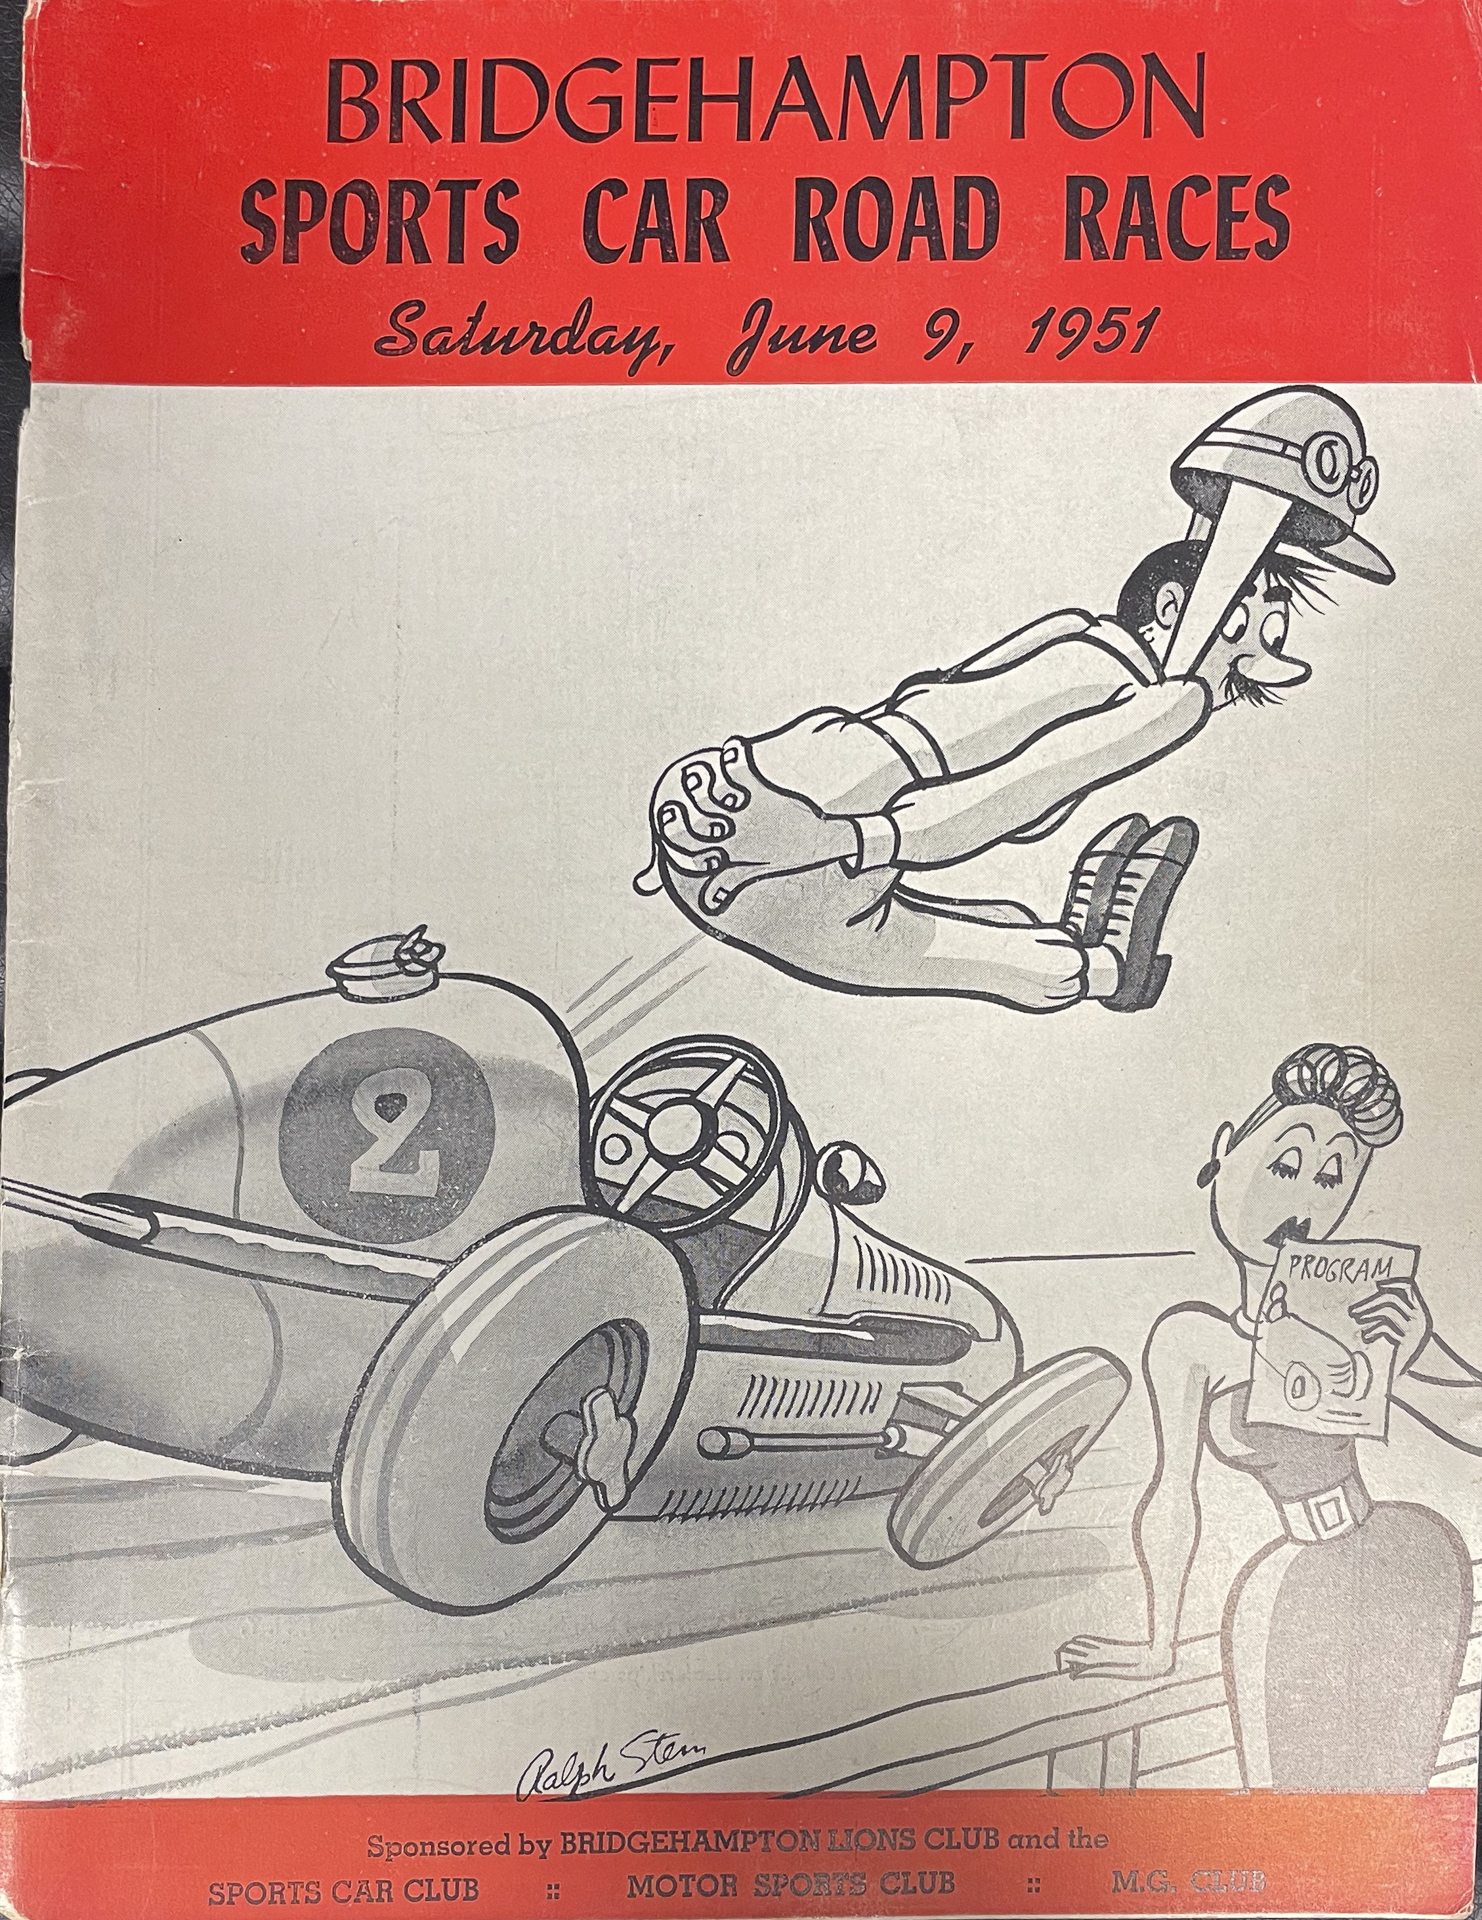 BRIDGEHAMPTON
SPORTS CAR ROAD RACES
Saturday, June 9, 1951
2
PROGRAM
Ralph Stein
Sponsored by BRIDGEHAMPTON LIONS CLUB and the
SPORTS CAR CLUB :: MOTOR SPORTS CLUB :: M.G. CLUB